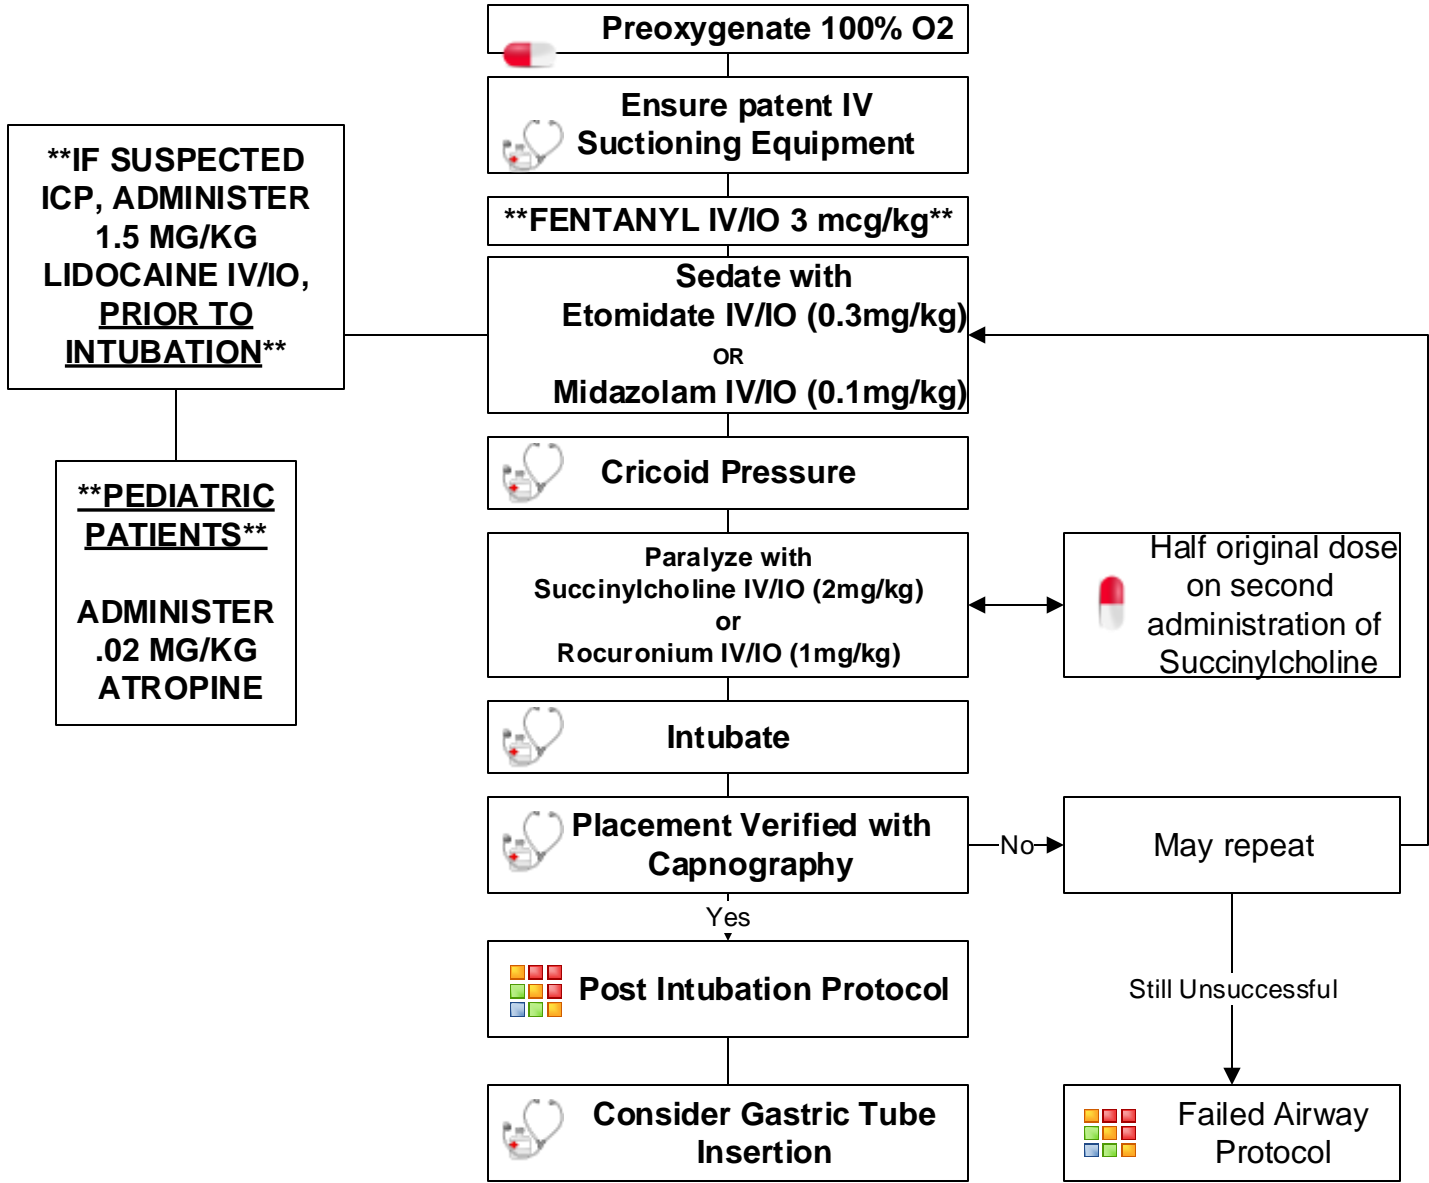 Preoxygenate 100% O2
Ensure patent IV
Suctioning Equipment
**FENTANYL IV/IO 3 mcg/kg**
Sedate with
Etomidate IV/IO (0.3mg/kg)
OR
Midazolam IV/IO (0.1mg/kg)
**IF SUSPECTED
ICP, ADMINISTER
1.5 MG/KG
LIDOCAINE IV/IO,
PRIOR TO
INTUBATION**
**PEDIATRIC
PATIENTS**
ADMINISTER
.02 MG/KG
ATROPINE
Cricoid Pressure
Paralyze with
Succinylcholine IV/IO (2mg/kg)
or
Rocuronium IV/IO (1mg/kg)
Half original dose
on second
administration of
Succinylcholine
Intubate
Placement Verified with
Capnography
No
May repeat
Yes
Post Intubation Protocol
Still Unsuccessful
Consider Gastric Tube
Insertion
Failed Airway
Protocol